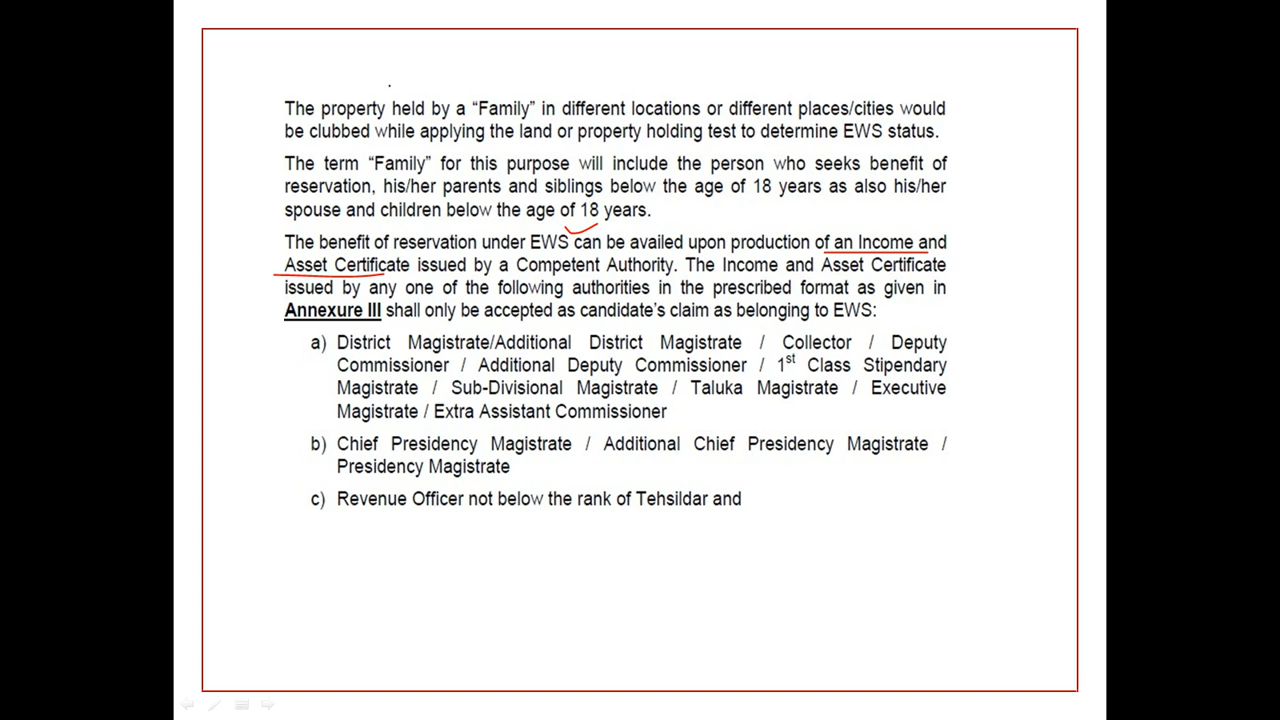 The property held by a “Family” in different locations or different places/cities would
be clubbed while applying the land or property holding test to determine EWS status.
The term “Family” for this purpose will include the person who seeks benefit of
reservation, his/her parents and siblings below the age of 18 years as also his/her
spouse and children below the age of 18 years.
The benefit of reservation under EWS can be availed upon production of an Income and
Asset Certificate issued by a Competent Authority. The Income and Asset Certificate
issued by any one of the following authorities in the prescribed format as given in
Annexure III shall only be accepted as candidate’s claim as belonging to EWS:
a) District Magistrate/Additional District Magistrate / Collector / Deputy
Commissioner / Additional Deputy Commissioner / 1st Class Stipendary
Magistrate / Sub-Divisional Magistrate / Taluka Magistrate / Executive
Magistrate / Extra Assistant Commissioner
b) Chief Presidency Magistrate / Additional Chief Presidency Magistrate /
Presidency Magistrate
c) Revenue Officer not below the rank of Tehsildar and